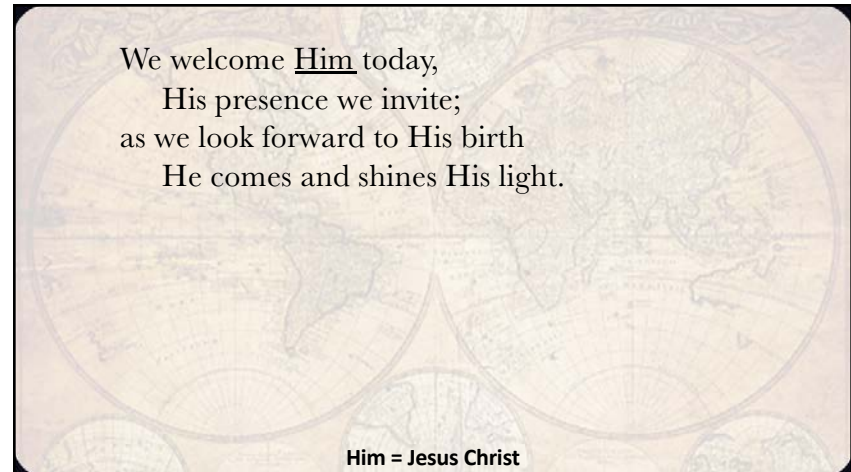 We welcome Him today,
His presence we invite;
as we look forward to His birth
He comes and shines His light.
Him = Jesus Christ